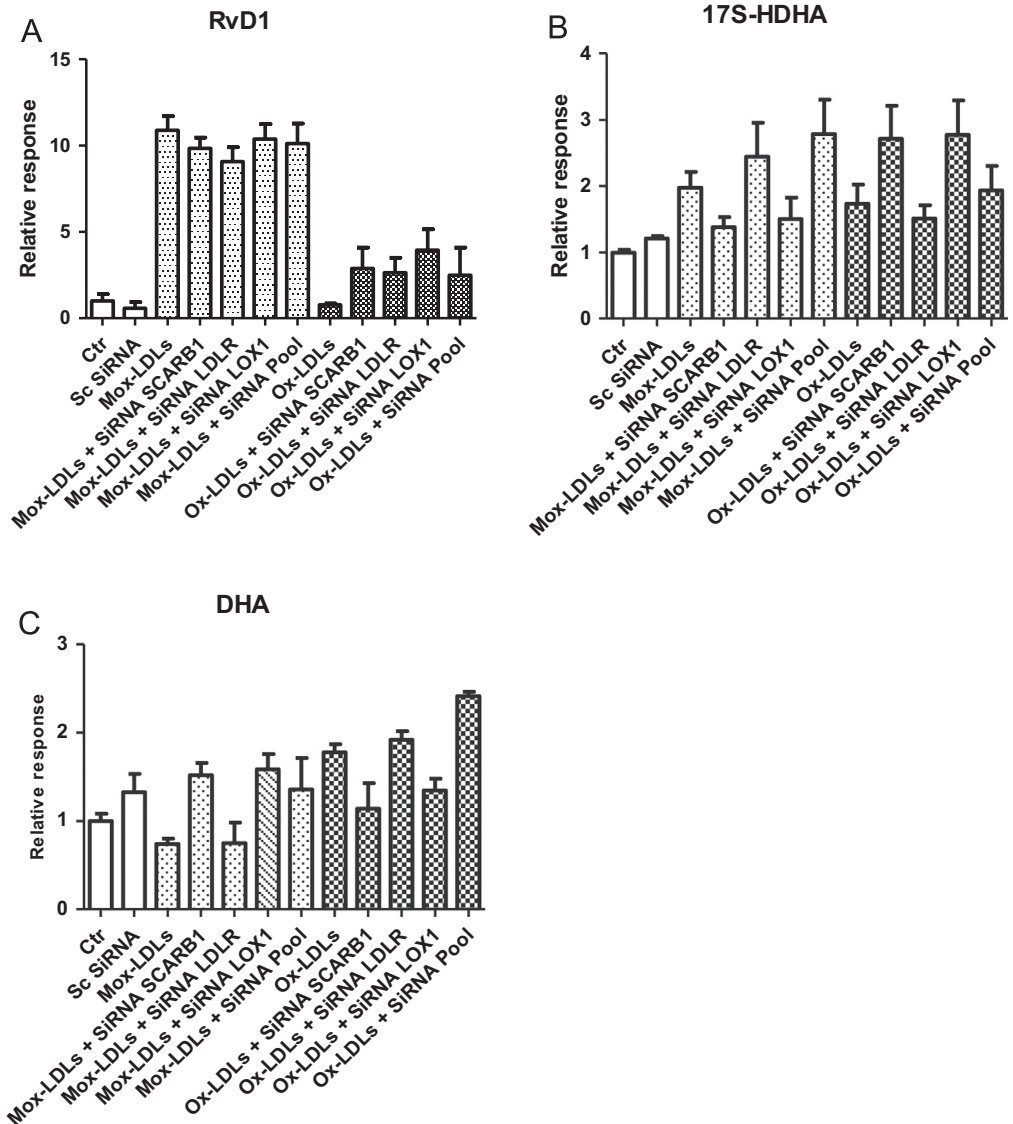 A
RvD1
Relative response
15
10
5
0
Ctr
Sc SiRNA
Mox-LDLs
Mox-LDLs + SiRNA SCARB1
Mox-LDLs + SiRNA LDLR
Mox-LDLs + SiRNA LOX1
Mox-LDLs + SiRNA Pool
Ox-LDLs
Ox-LDLs + SiRNA SCARB1
Ox-LDLs + SiRNA LDLR
Ox-LDLs + SiRNA LOX1
Ox-LDLs + SiRNA Pool
B
17S-HDHA
Relative response
4
3
2
1
0
Ctr
Sc SiRNA
Mox-LDLs
Mox-LDLs + SiRNA SCARB1
Mox-LDLs + SiRNA LDLR
Mox-LDLs + SiRNA LOX1
Mox-LDLs + SiRNA Pool
Ox-LDLs
Ox-LDLs + SiRNA SCARB1
Ox-LDLs + SiRNA LDLR
Ox-LDLs + SiRNA LOX1
Ox-LDLs + SiRNA Pool
C
DHA
Relative response
3
2
1
0
Ctr
Sc SiRNA
Mox-LDLs
Mox-LDLs + SiRNA SCARB1
Mox-LDLs + SiRNA LDLR
Mox-LDLs + SiRNA LOX1
Mox-LDLs + SiRNA Pool
Ox-LDLs
Ox-LDLs + SiRNA SCARB1
Ox-LDLs + SiRNA LDLR
Ox-LDLs + SiRNA LOX1
Ox-LDLs + SiRNA Pool